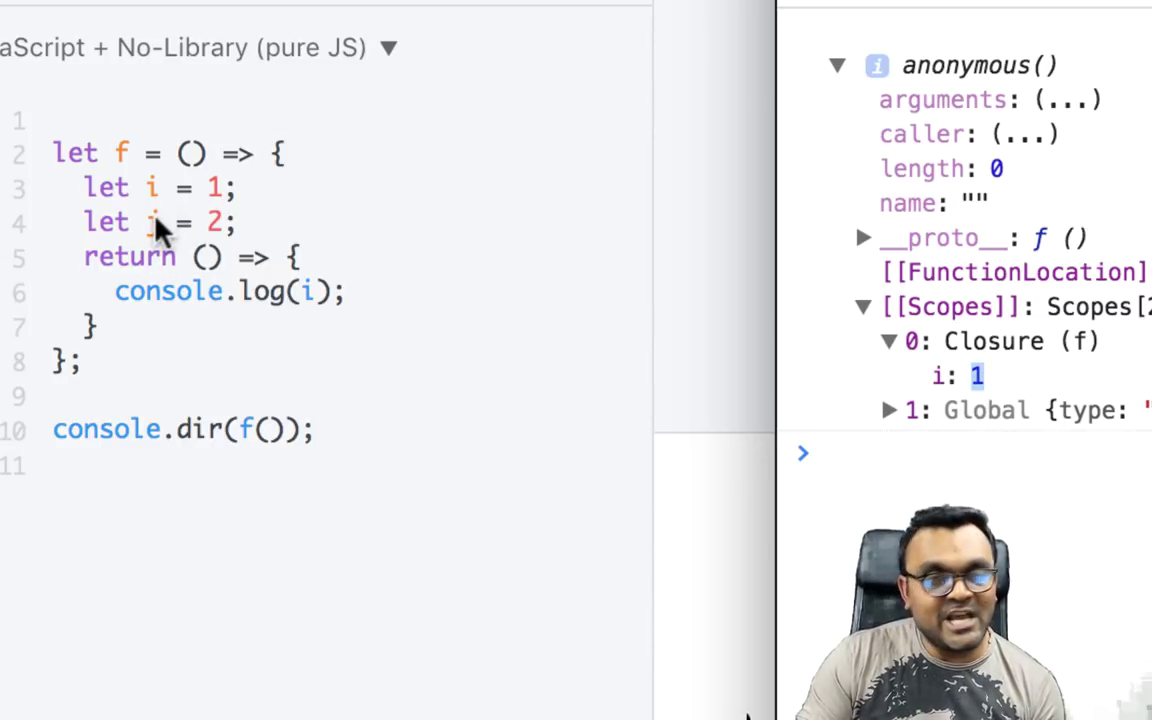 aScript + No-Library (pure JS) ▼
1
2 let f = () => {
3 let i = 1;
4 let j = 2;
5 return () => {
6 console.log(i);
7 }
8 };
9
10 console.dir(f());
11
▼ i anonymous()
arguments: (...)
caller: (...)
length: 0
name: ""
▶ __proto__: ƒ ()
[[FunctionLocation]
▼ [[Scopes]]: Scopes[2
▼ 0: Closure (f)
i: 1
▶ 1: Global {type: "
>